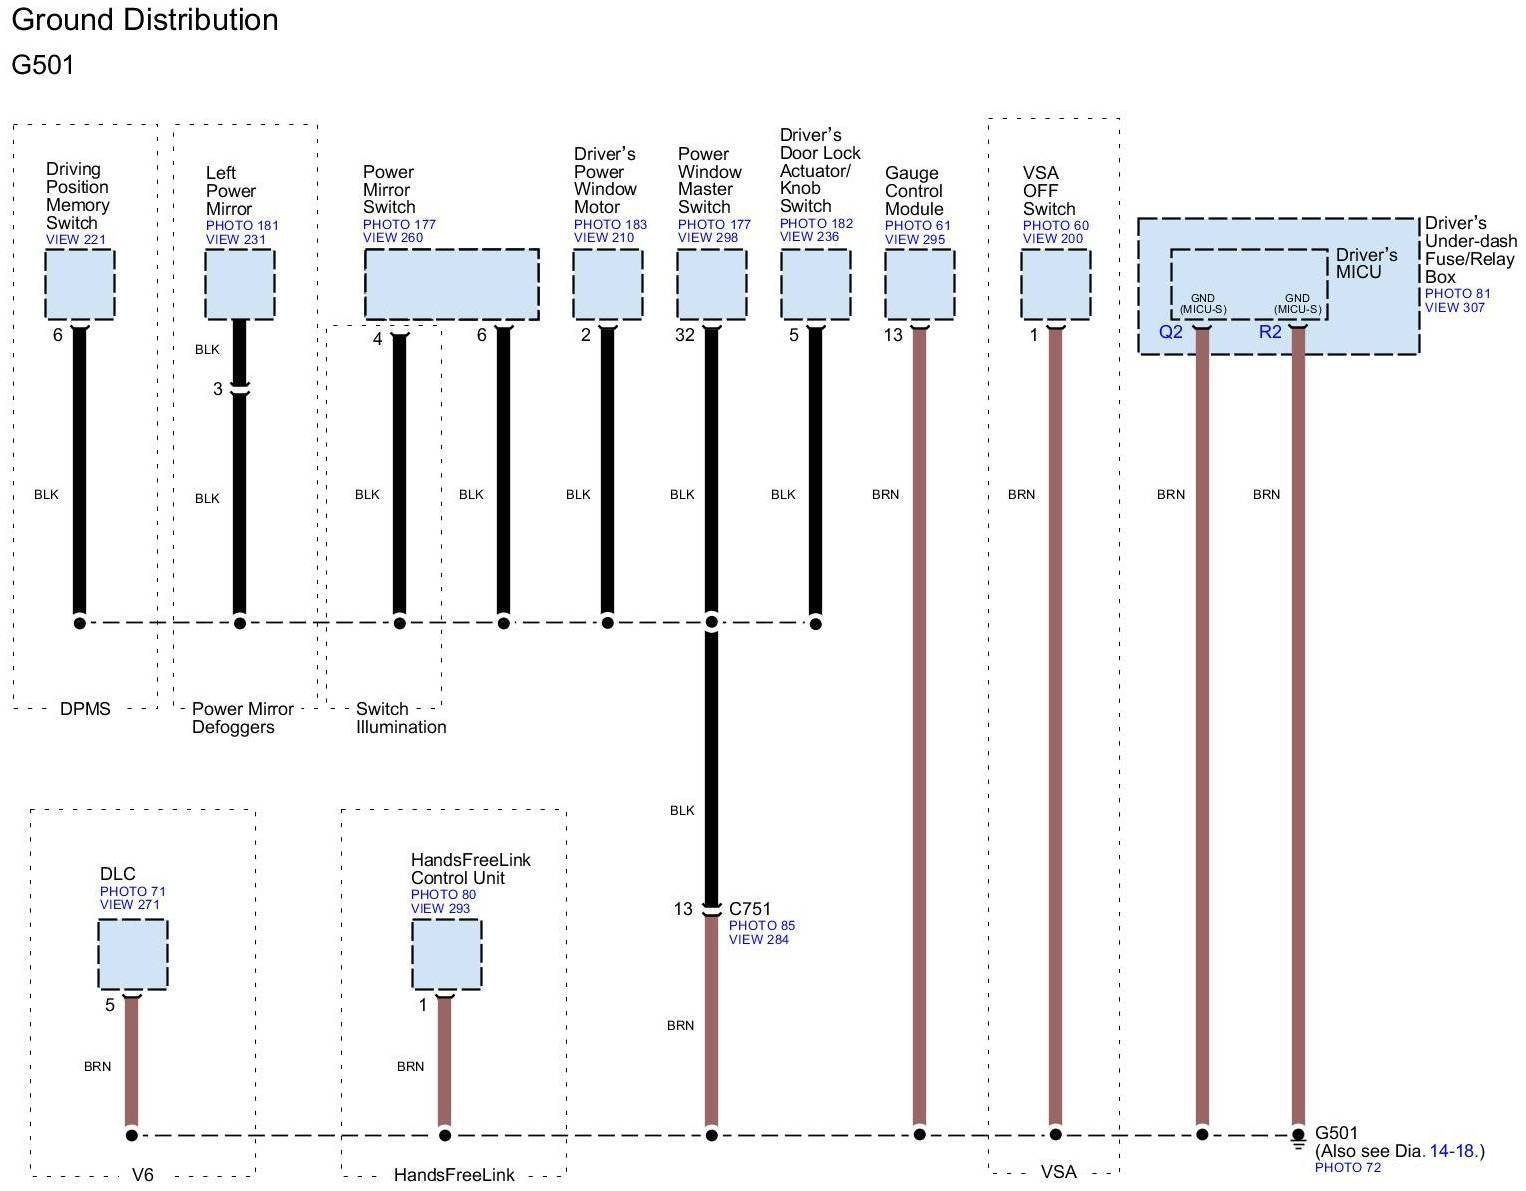 Ground Distribution
G501
Driving
Position
Memory
Switch
PHOTO 221
VIEW 221
Left
Power
Mirror
PHOTO 181
VIEW 231
Power
Mirror
Switch
PHOTO 177
VIEW 260
Driver's
Power
Window
Motor
PHOTO 183
VIEW 210
Power
Window
Master
Switch
PHOTO 177
VIEW 298
Driver's
Door Lock
Actuator/
Knob
Switch
PHOTO 182
VIEW 236
Gauge
Control
Module
PHOTO 61
VIEW 295
VSA
OFF
Switch
PHOTO 60
VIEW 200
Driver's
Under-dash
Fuse/Relay
Box
PHOTO 81
VIEW 307
Driver's
MICU
GND
(MICU-S)
GND
(MICU-S)
6
4
6
2
32
5
13
1
Q2
R2
BLK
3
BLK
BLK
BLK
BLK
BLK
BLK
BLK
BRN
BRN
BRN
BRN
DPMS
Power Mirror
Defoggers
Switch
Illumination
BLK
DLC
PHOTO 71
VIEW 271
HandsFreeLink
Control Unit
PHOTO 80
VIEW 293
13
C751
PHOTO 85
VIEW 284
5
1
BRN
BRN
BRN
V6
HandsFreeLink
VSA
G501
(Also see Dia. 14-18.)
PHOTO 72